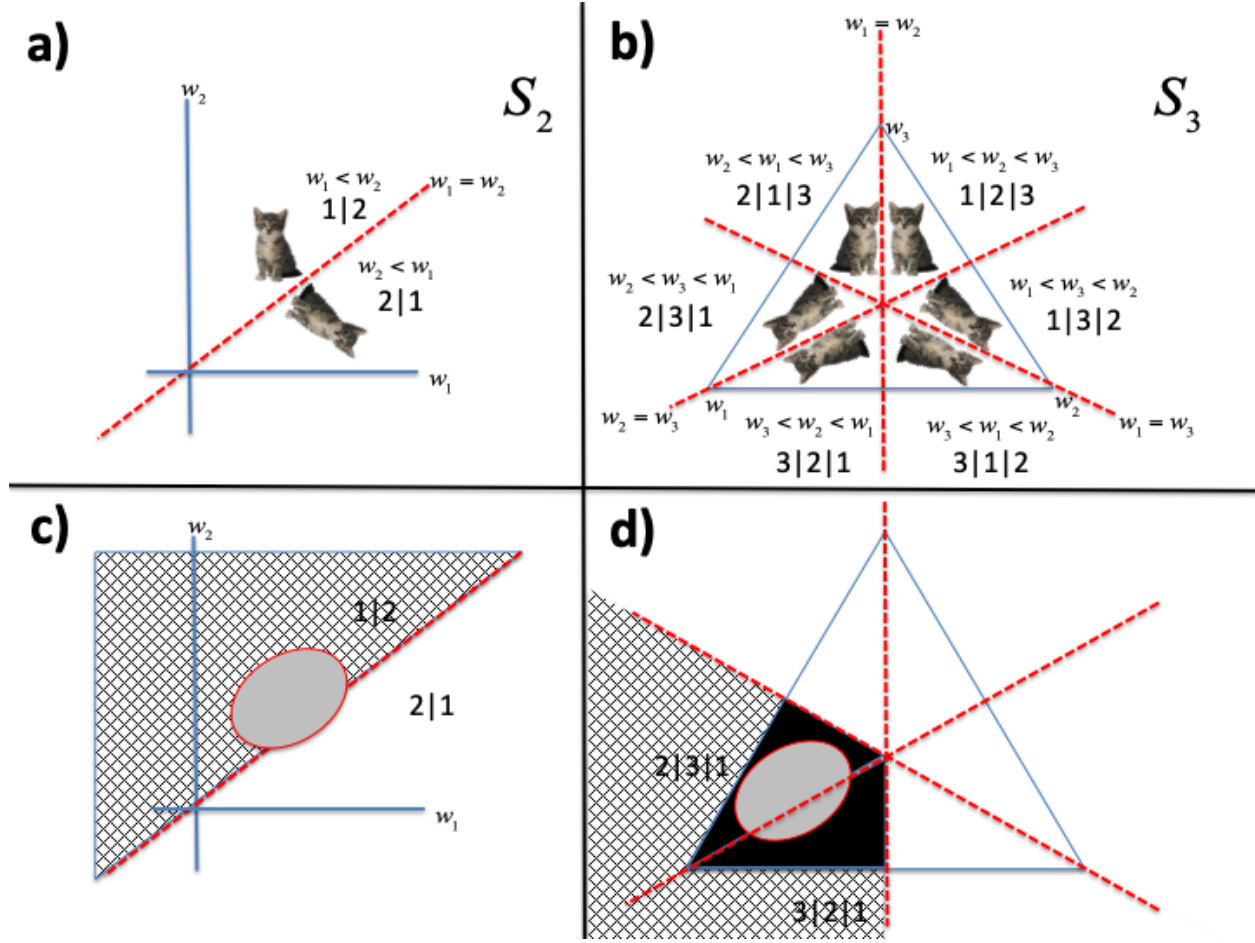 a)
w₂
S₂
w₁ < w₂
1|2
w₁ = w₂
w₂ < w₁
2|1
w₁
b)
w₁ = w₂
S₃
w₃
w₂ < w₁ < w₃
2|1|3
w₁ < w₂ < w₃
1|2|3
w₂ < w₃ < w₁
2|3|1
w₁ < w₃ < w₂
1|3|2
w₂ = w₃
w₁
w₂
w₁ = w₃
w₃ < w₂ < w₁
3|2|1
w₃ < w₁ < w₂
3|1|2
c)
w₂
1|2
2|1
w₁
d)
2|3|1
3|2|1